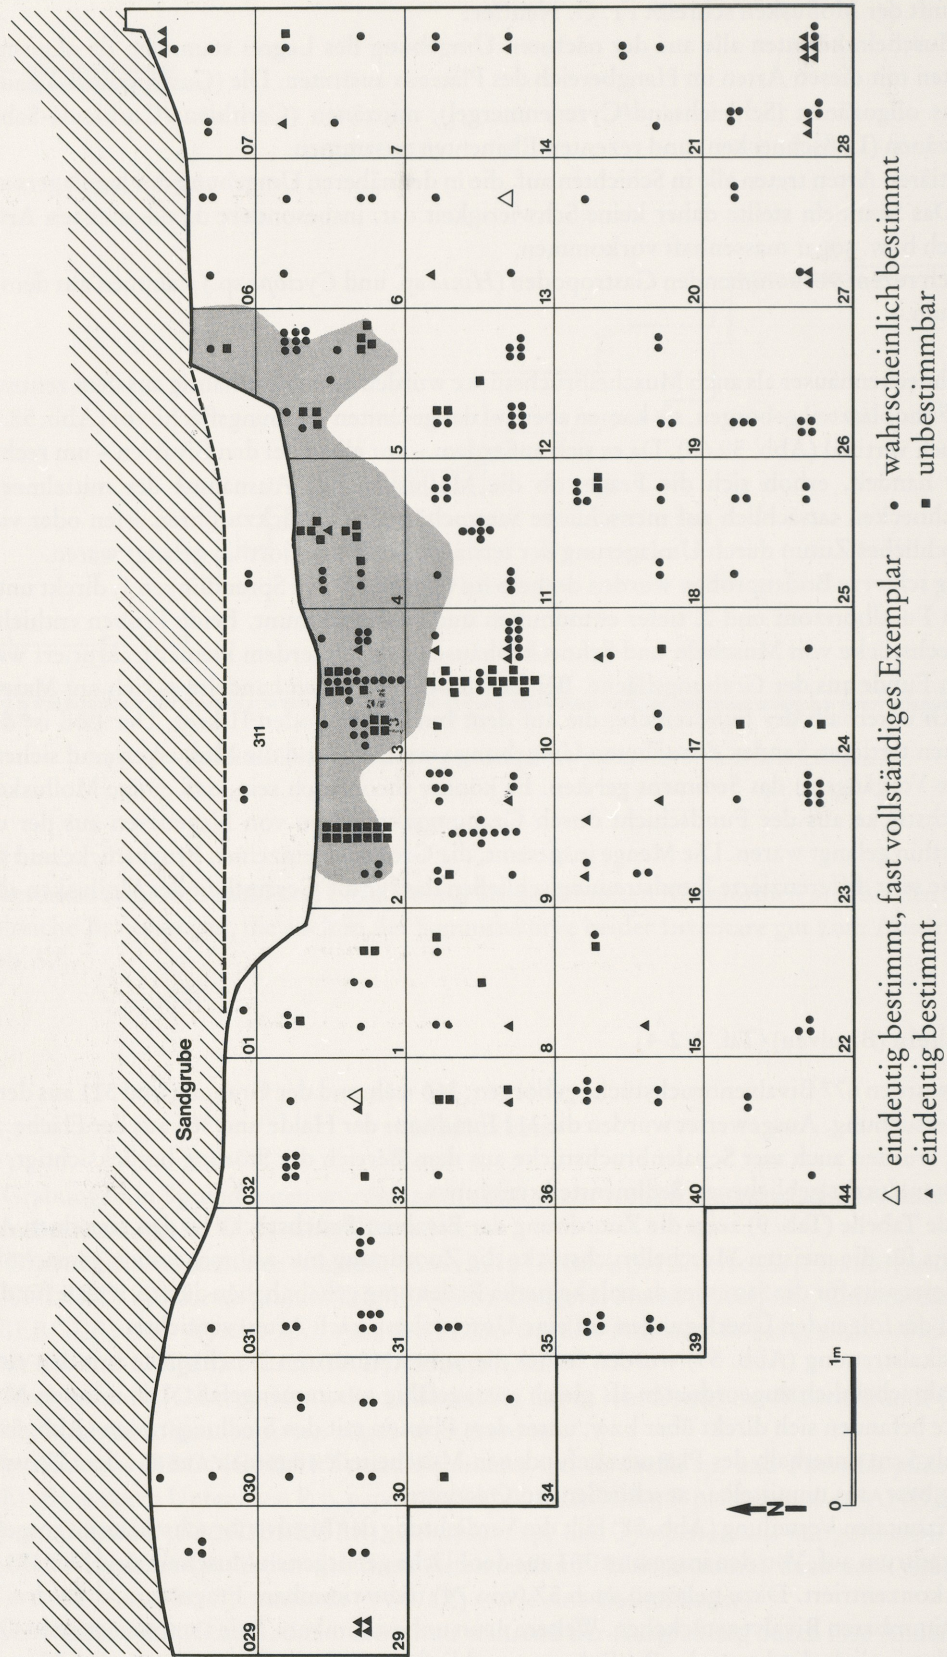 Sandgrube
311
029 030 031 032 01 06 07
29 30 31 32 1 2 3 4 5 6 7
34 35 36 8 9 10 11 12 13 14
39 40 15 16 17 18 19 20 21
44 22 23 24 25 26 27 28
N
0 1m
eindeutig bestimmt, fast vollständiges Exemplar
wahrscheinlich bestimmt
eindeutig bestimmt
unbestimmbar